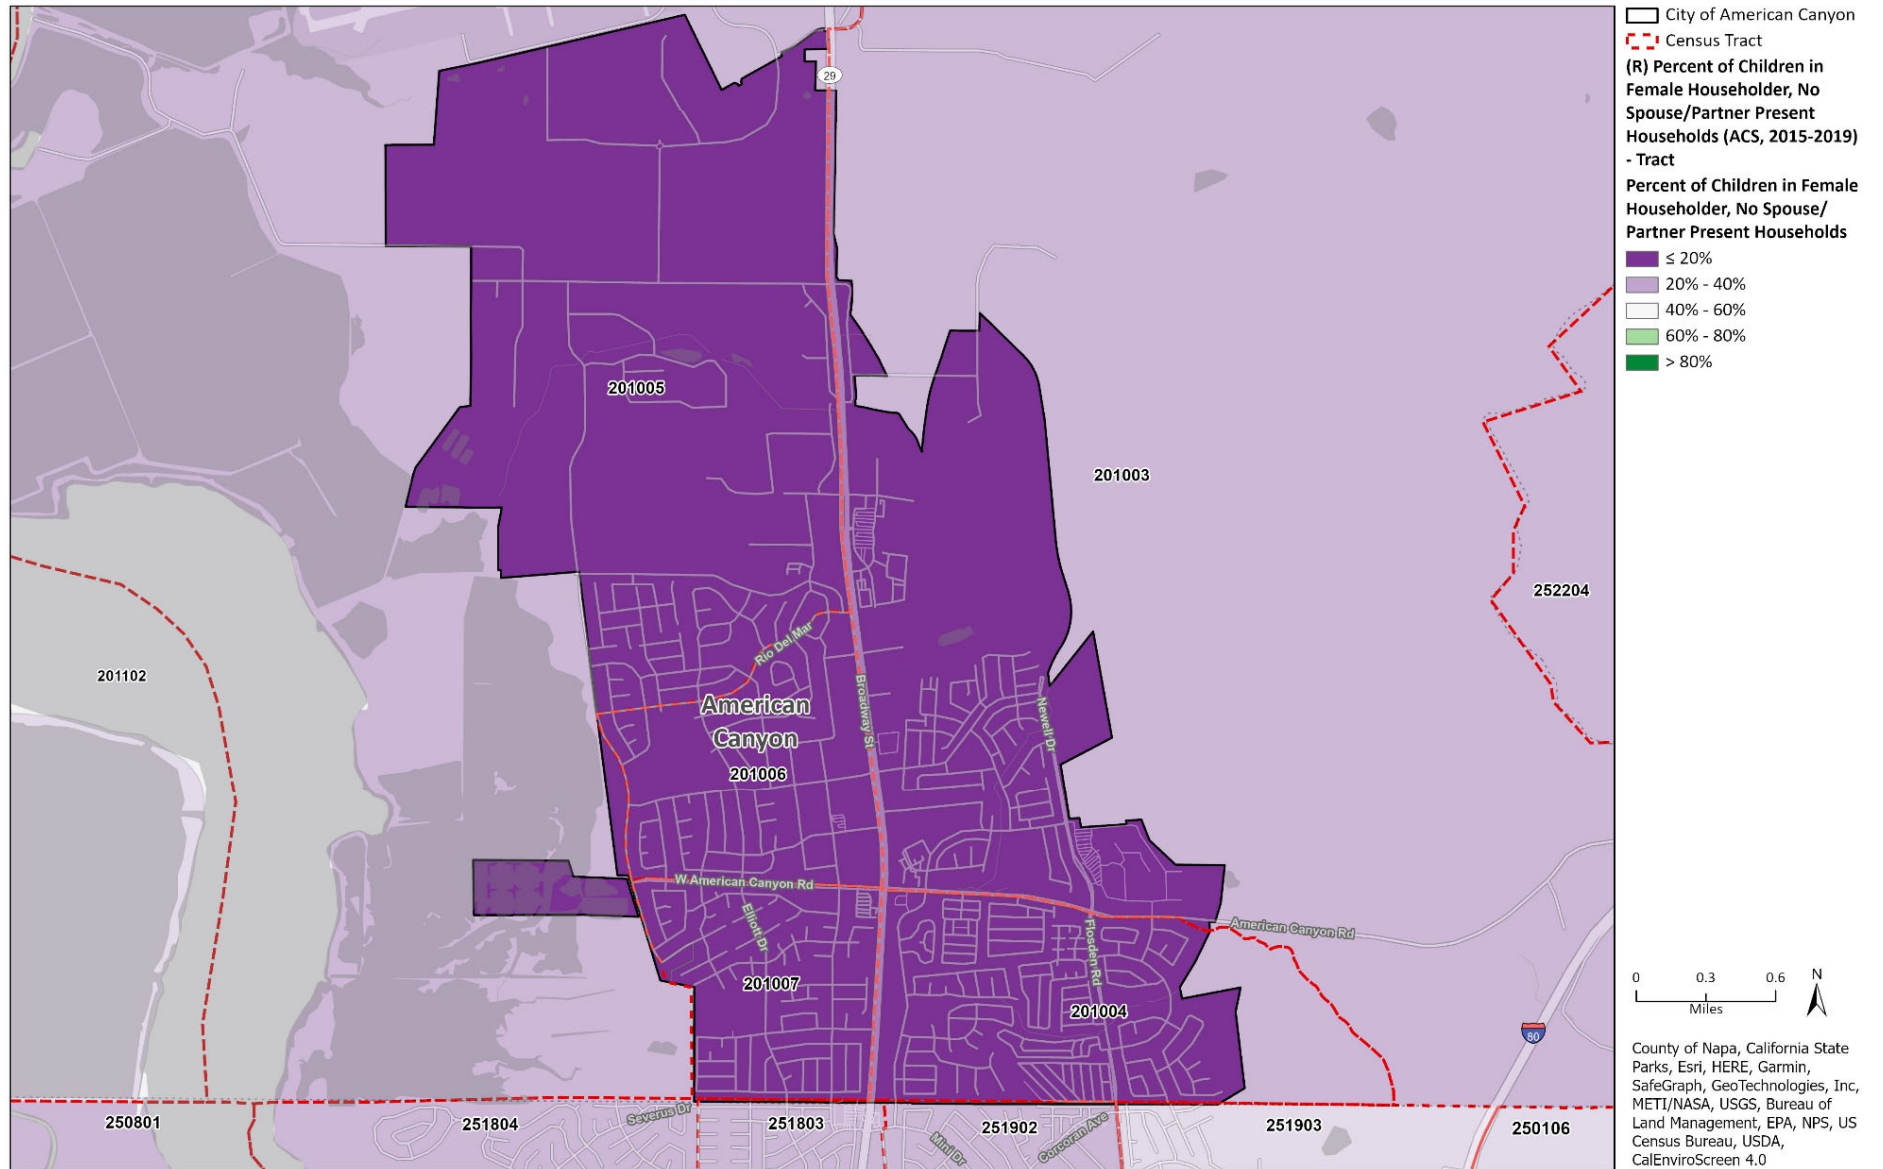 29
201005
201003
252204
201102
Rio Del Mar
Broadway St
Newell Dr
American
Canyon
201006
W American Canyon Rd
Elliott Dr
Flosden Rd
American Canyon Rd
201007
201004
80
Severus Dr
Mini Dr
Corcoran Ave
250801
251804
251803
251902
251903
250106
City of American Canyon
Census Tract
(R) Percent of Children in
Female Householder, No
Spouse/Partner Present
Households (ACS, 2015-2019)
- Tract
Percent of Children in Female
Householder, No Spouse/
Partner Present Households
≤ 20%
20% - 40%
40% - 60%
60% - 80%
> 80%
0 0.3 0.6
Miles
N
County of Napa, California State
Parks, Esri, HERE, Garmin,
SafeGraph, GeoTechnologies, Inc,
METI/NASA, USGS, Bureau of
Land Management, EPA, NPS, US
Census Bureau, USDA,
CalEnviroScreen 4.0